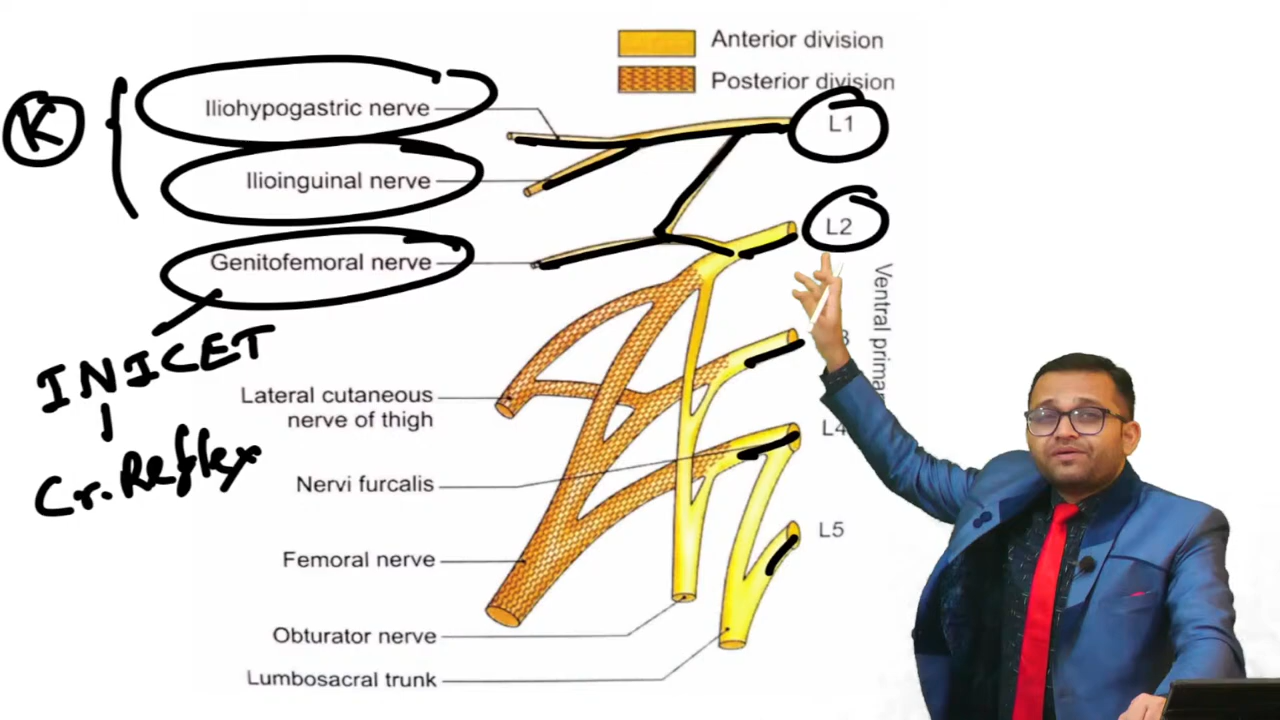 Anterior division
Posterior division
K
Iliohypogastric nerve
L1
Ilioinguinal nerve
L2
Genitofemoral nerve
INICET
Cr. Reflex
Ventral
Lateral cutaneous
nerve of thigh
L4
Nervi furcalis
L5
Femoral nerve
Obturator nerve
Lumbosacral trunk